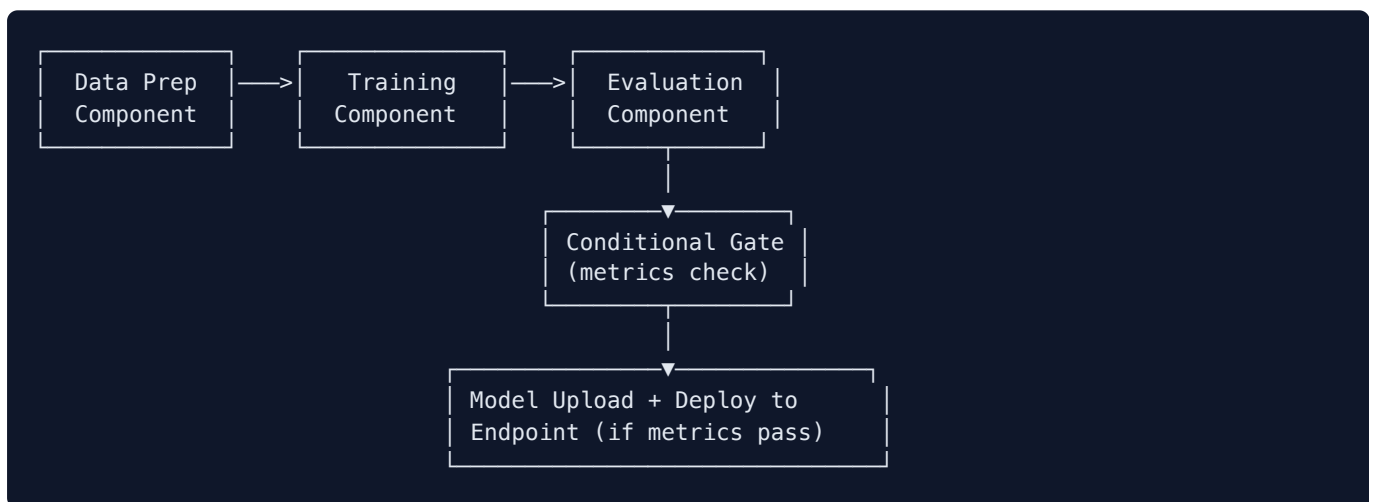 Data Prep Training Evaluation
Component Component Component
Conditional Gate
(metrics check)
Model Upload + Deploy to
Endpoint (if metrics pass)